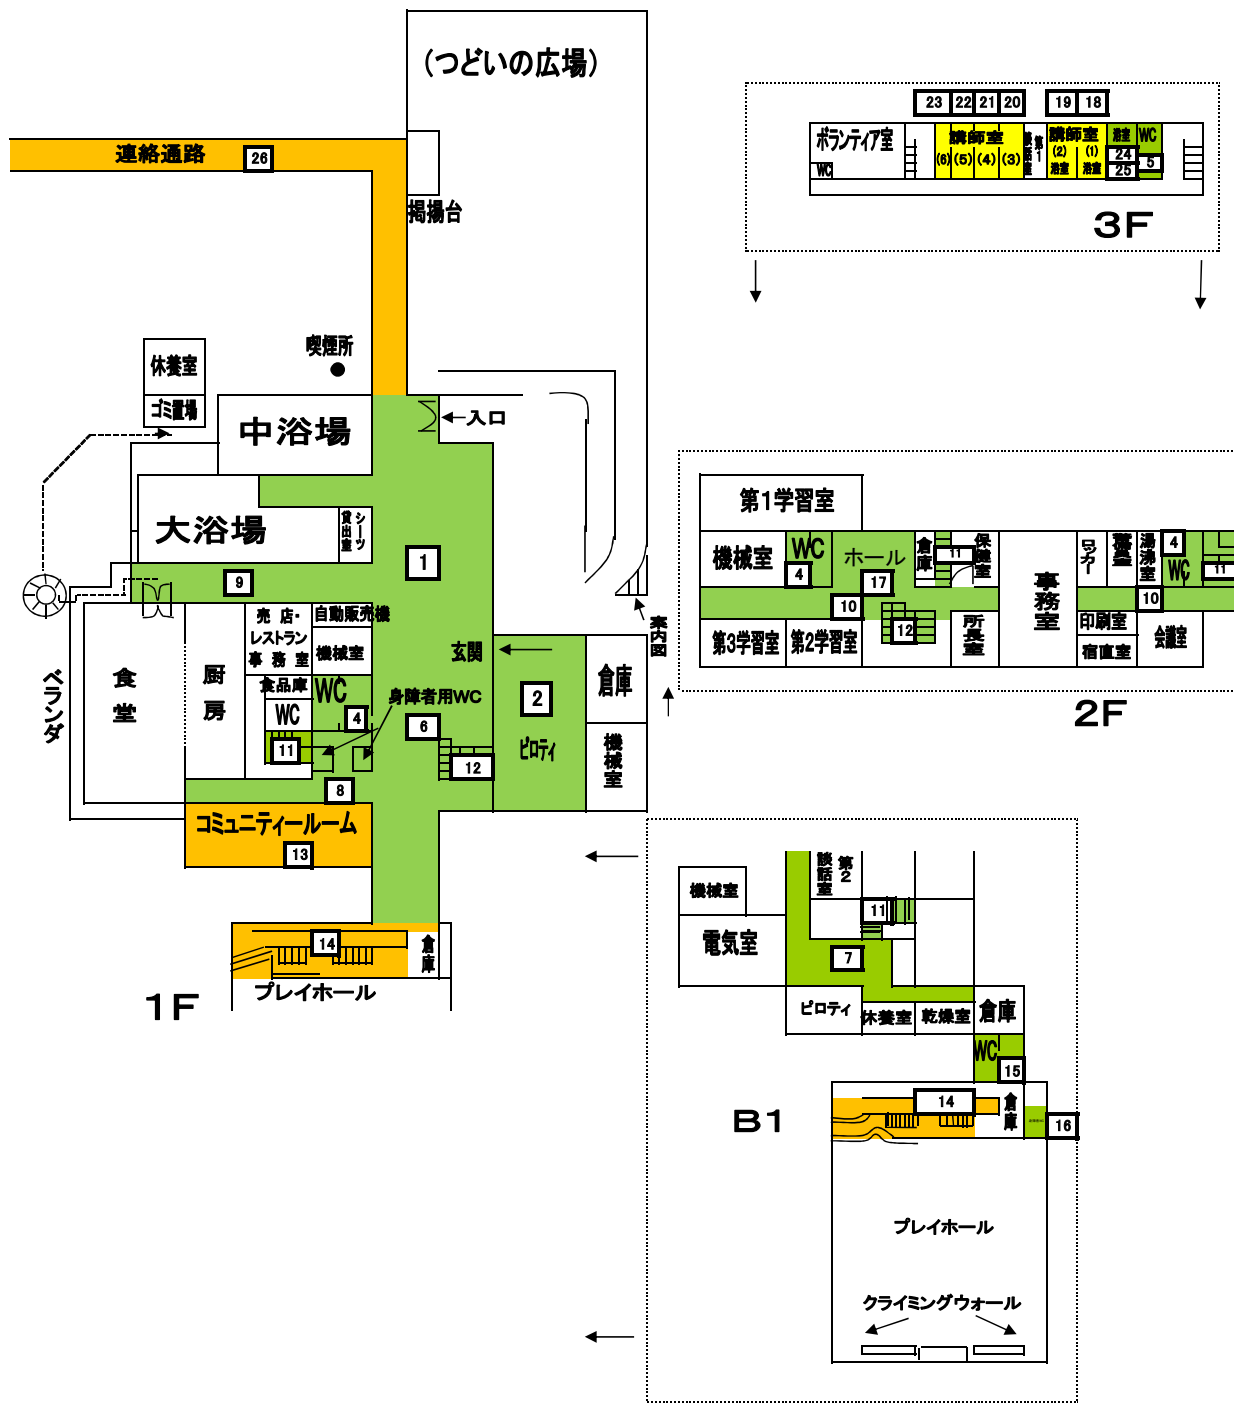 (つどいの広場)
連絡通路
26
掲揚台
喫煙所
休養室
ゴミ置場
中浴場
入口
大浴場
シーツ
貸出室
1
9
案内図
売店・
レストラン
事務室
自動販売機
機械室
玄関
倉庫
ベランダ
食堂
厨房
食品庫
WC
WC
4
身障者用WC
6
2
ピロティ
機械室
11
12
8
コミュニティールーム
13
14
倉庫
プレイホール
1F
23
22
21
20
19
18
ボランティア室
WC
講師室
(6)
(5)
(4)
(3)
第1
談話室
講師室
(2)
浴室
(1)
浴室
浴室
24
25
WC
5
3F
第1学習室
機械室
WC
4
ホール
17
倉庫
11
保健室
事務室
ロッカー
湯沸室
4
WC
11
10
12
10
第3学習室
第2学習室
所長室
印刷室
宿直室
会議室
2F
第2
談話室
機械室
11
電気室
7
ピロティ
休養室
乾燥室
倉庫
WC
15
14
倉庫
16
B1
プレイホール
クライミングウォール